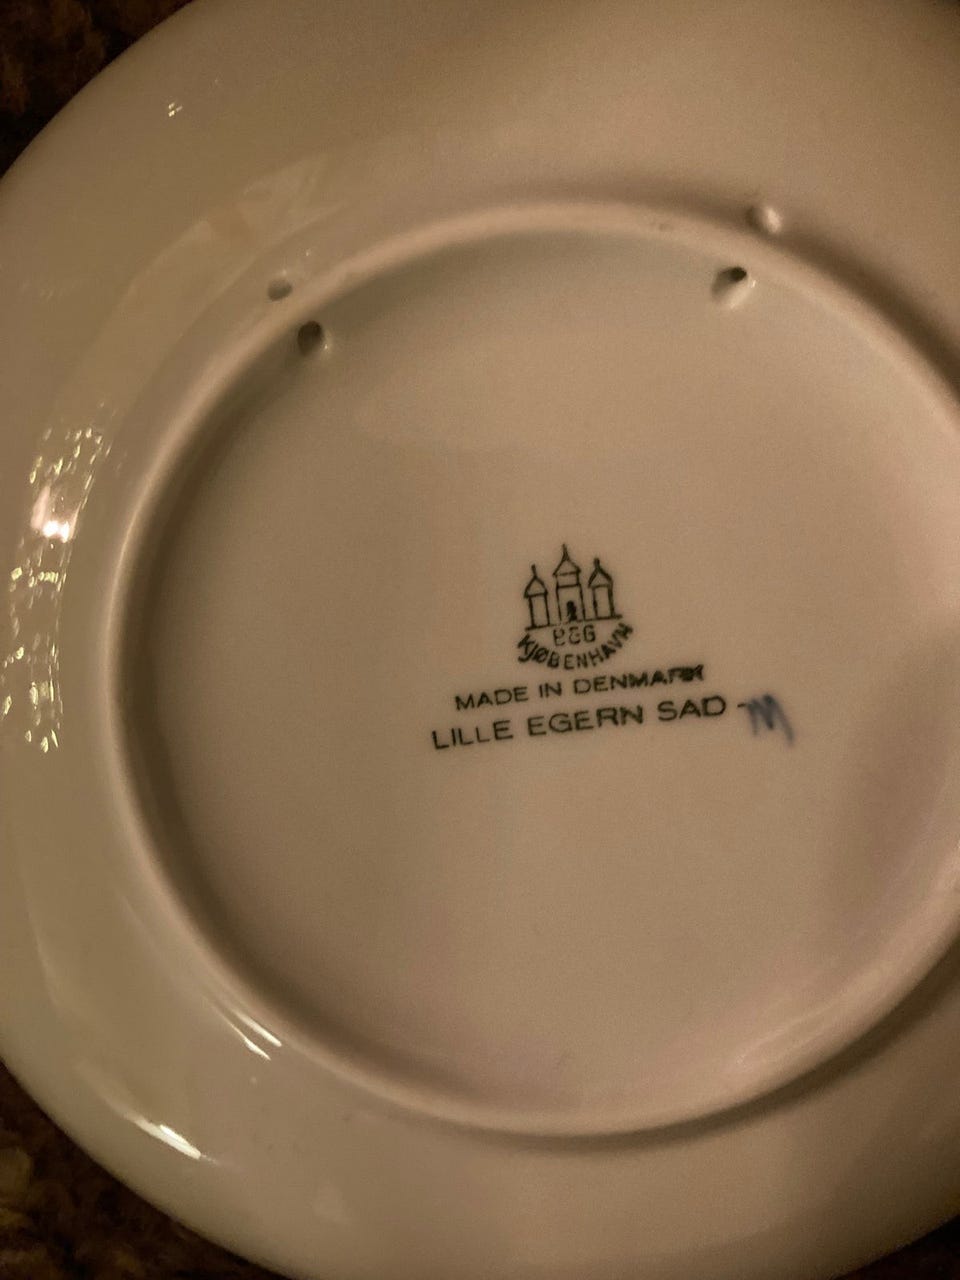 B&G
KJØBENHAVN
MADE IN DENMARK
LILLE EGERN SAD -
M